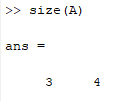 >> size(A)
ans =
3 4